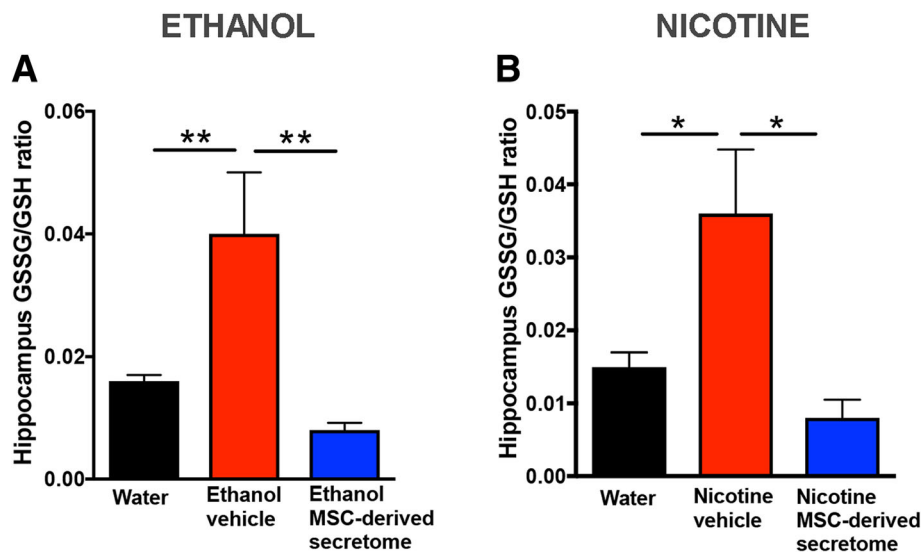 ETHANOL
A
Hippocampus GSSG/GSH ratio
0.06
0.04
0.02
0.00
**
**
Water
Ethanol
vehicle
Ethanol
MSC-derived
secretome
NICOTINE
B
Hippocampus GSSG/GSH ratio
0.05
0.04
0.03
0.02
0.01
0.00
*
*
Water
Nicotine
vehicle
Nicotine
MSC-derived
secretome